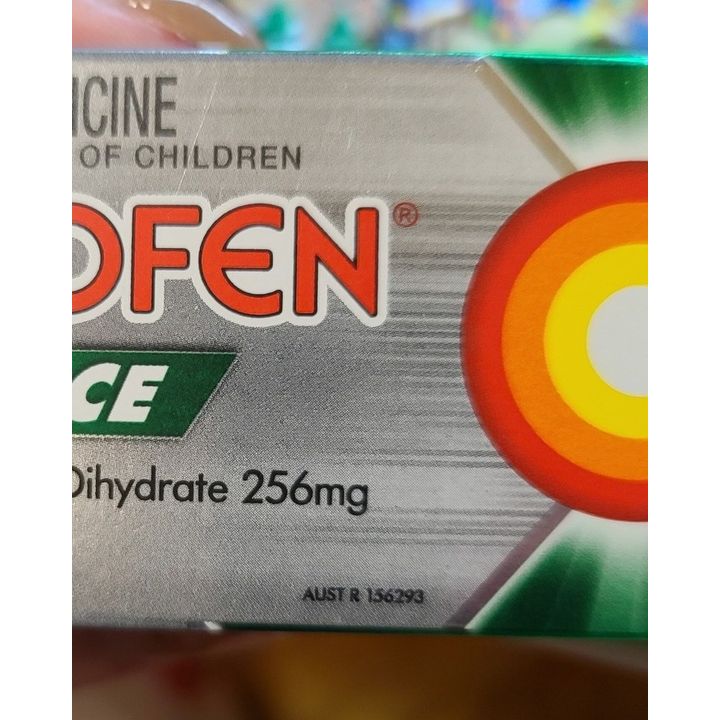 ICINE
OF CHILDREN
OFEN®
CE
Dihydrate 256mg
AUST R 156293